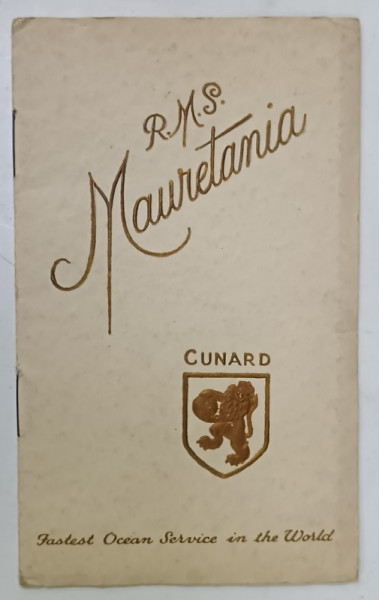 R.M.S.
Mauretania
CUNARD
Fastest Ocean Service in the World